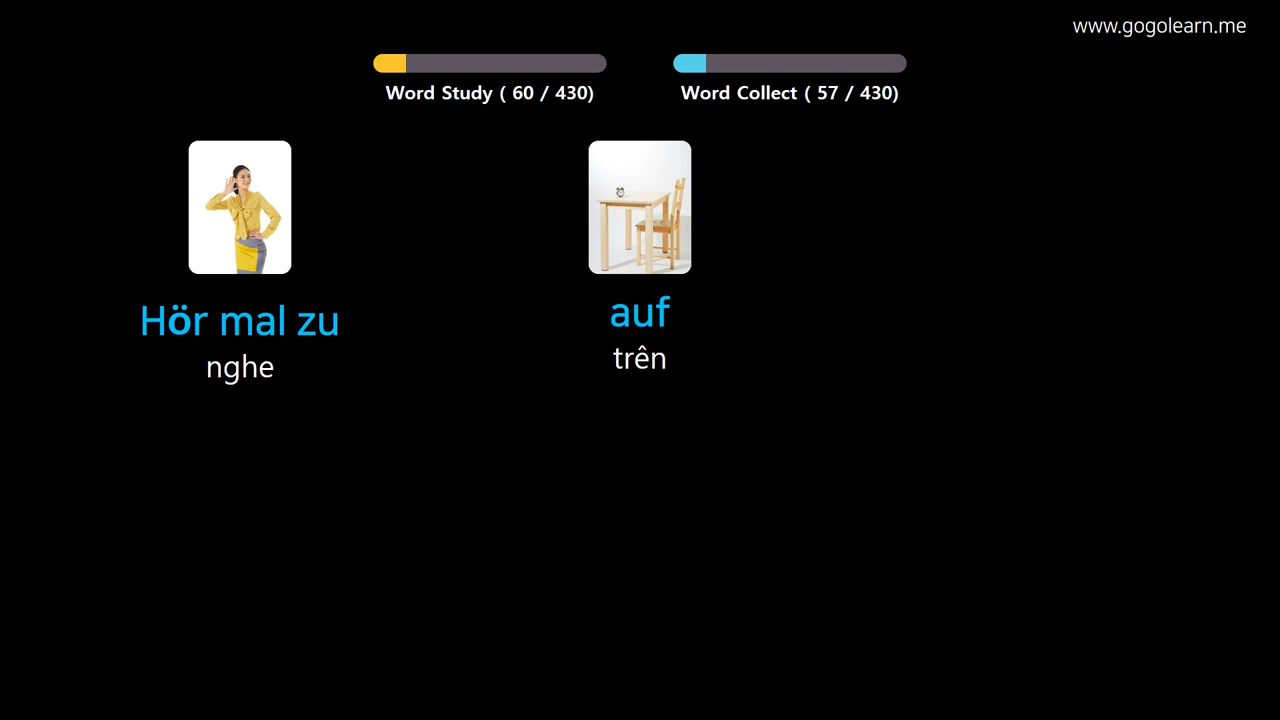 www.gogolearn.me
Word Study ( 60 / 430)
Word Collect ( 57 / 430)
Hör mal zu
nghe
auf
trên